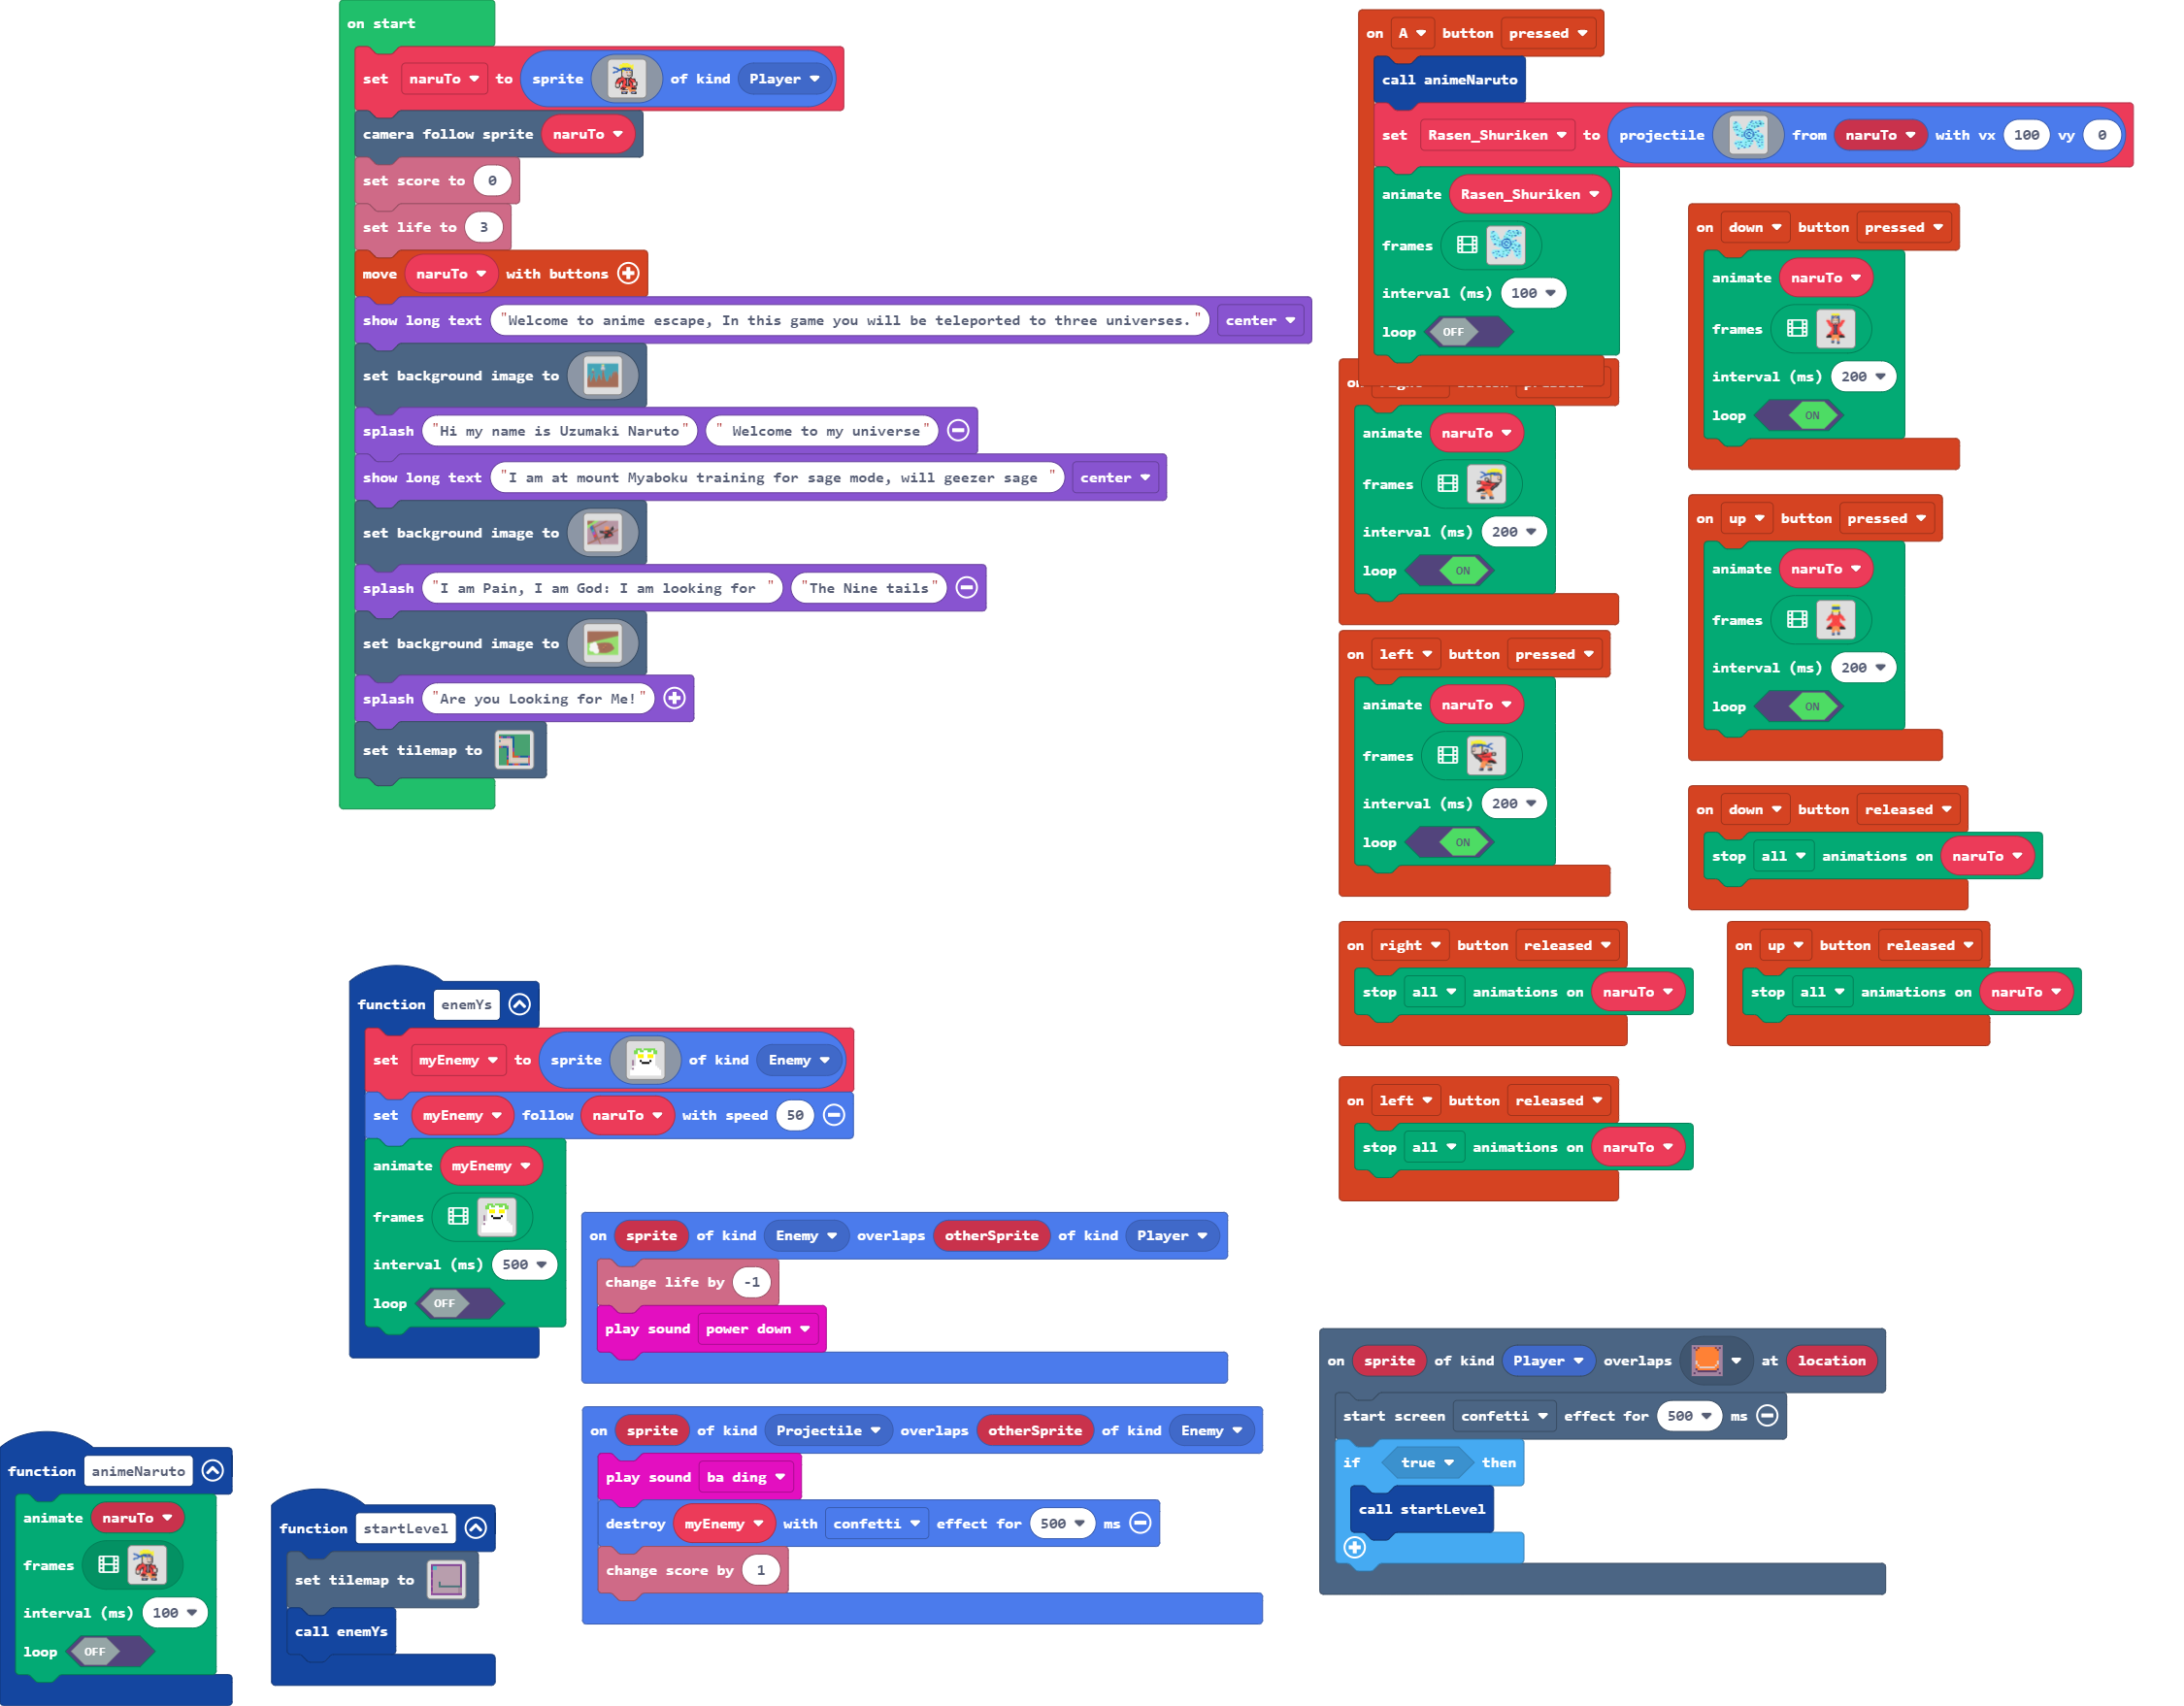 on start
set naruTo to sprite of kind Player
camera follow sprite naruTo
set score to 0
set life to 3
move naruTo with buttons
show long text "Welcome to anime escape, In this game you will be teleported to three universes." center
set background image to
splash "Hi my name is Uzumaki Naruto" " Welcome to my universe"
show long text "I am at mount Myaboku training for sage mode, will geezer sage " center
set background image to
splash "I am Pain, I am God: I am looking for " "The Nine tails"
set background image to
splash "Are you Looking for Me!"
set tilemap to
on A button pressed
call animeNaruto
set Rasen_Shuriken to projectile from naruTo with vx 100 vy 0
animate Rasen_Shuriken
frames
interval (ms) 100
loop OFF
on right button pressed
animate naruTo
frames
interval (ms) 200
loop ON
on left button pressed
animate naruTo
frames
interval (ms) 200
loop ON
on down button pressed
animate naruTo
frames
interval (ms) 200
loop ON
on up button pressed
animate naruTo
frames
interval (ms) 200
loop ON
on down button released
stop all animations on naruTo
on right button released
stop all animations on naruTo
on up button released
stop all animations on naruTo
on left button released
stop all animations on naruTo
function enemYs
set myEnemy to sprite of kind Enemy
set myEnemy follow naruTo with speed 50
animate myEnemy
frames
interval (ms) 500
loop OFF
on sprite of kind Enemy overlaps otherSprite of kind Player
change life by -1
play sound power down
on sprite of kind Projectile overlaps otherSprite of kind Enemy
play sound ba ding
destroy myEnemy with confetti effect for 500 ms
change score by 1
on sprite of kind Player overlaps at location
start screen confetti effect for 500 ms
if true then
call startLevel
function animeNaruto
animate naruTo
frames
interval (ms) 100
loop OFF
function startLevel
set tilemap to
call enemYs